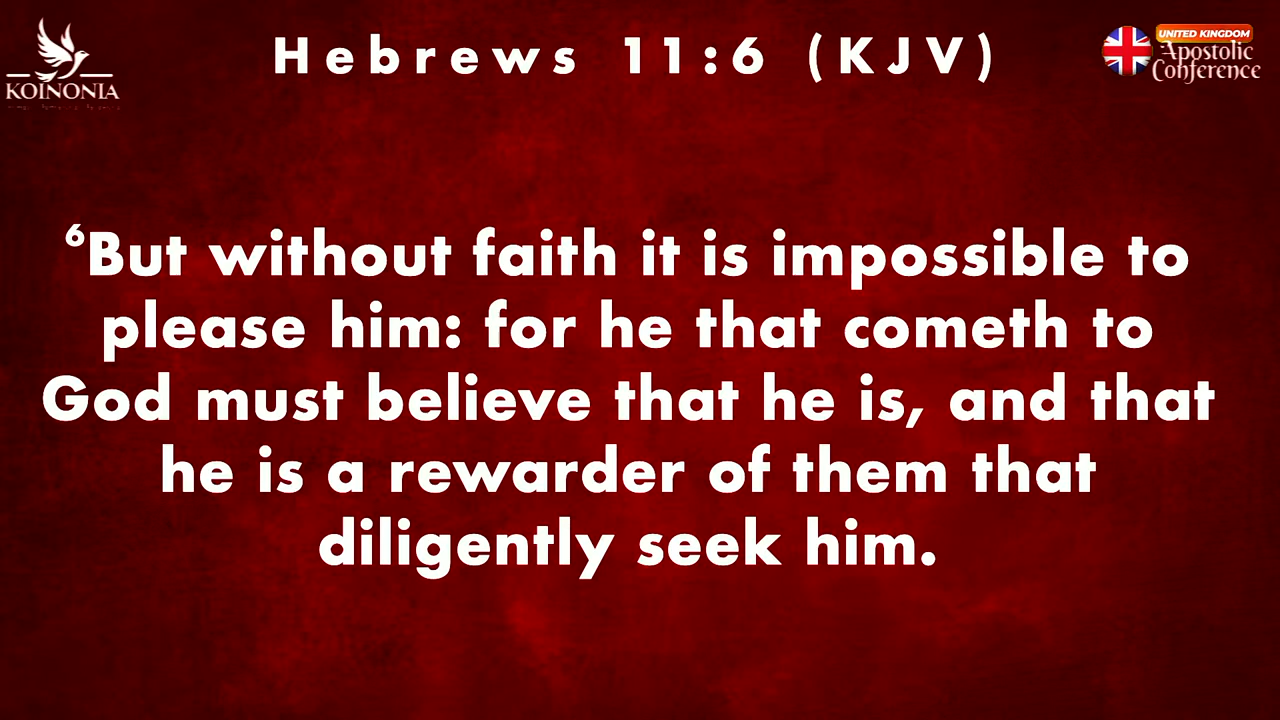 Hebrews 11:6 (KJV)
KOINONIA
UNITED KINGDOM
Apostolic
Conference
⁶But without faith it is impossible to
please him: for he that cometh to
God must believe that he is, and that
he is a rewarder of them that
diligently seek him.